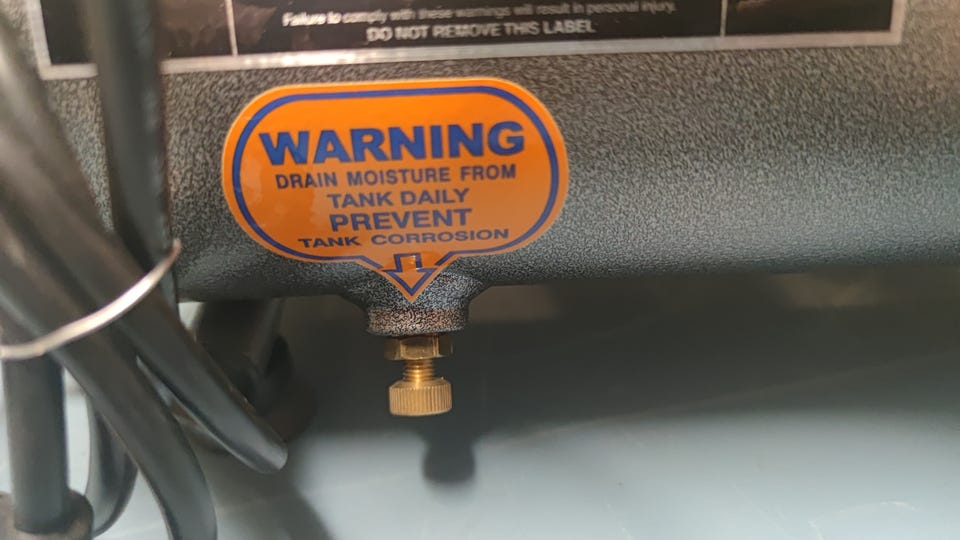 Failure to comply with these warnings will result in personal injury.
DO NOT REMOVE THIS LABEL
WARNING
DRAIN MOISTURE FROM
TANK DAILY
PREVENT
TANK CORROSION